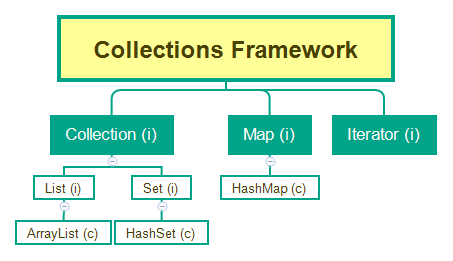 Collections Framework
Collection (i)
Map (i)
Iterator (i)
List (i)
Set (i)
HashMap (c)
ArrayList (c)
HashSet (c)